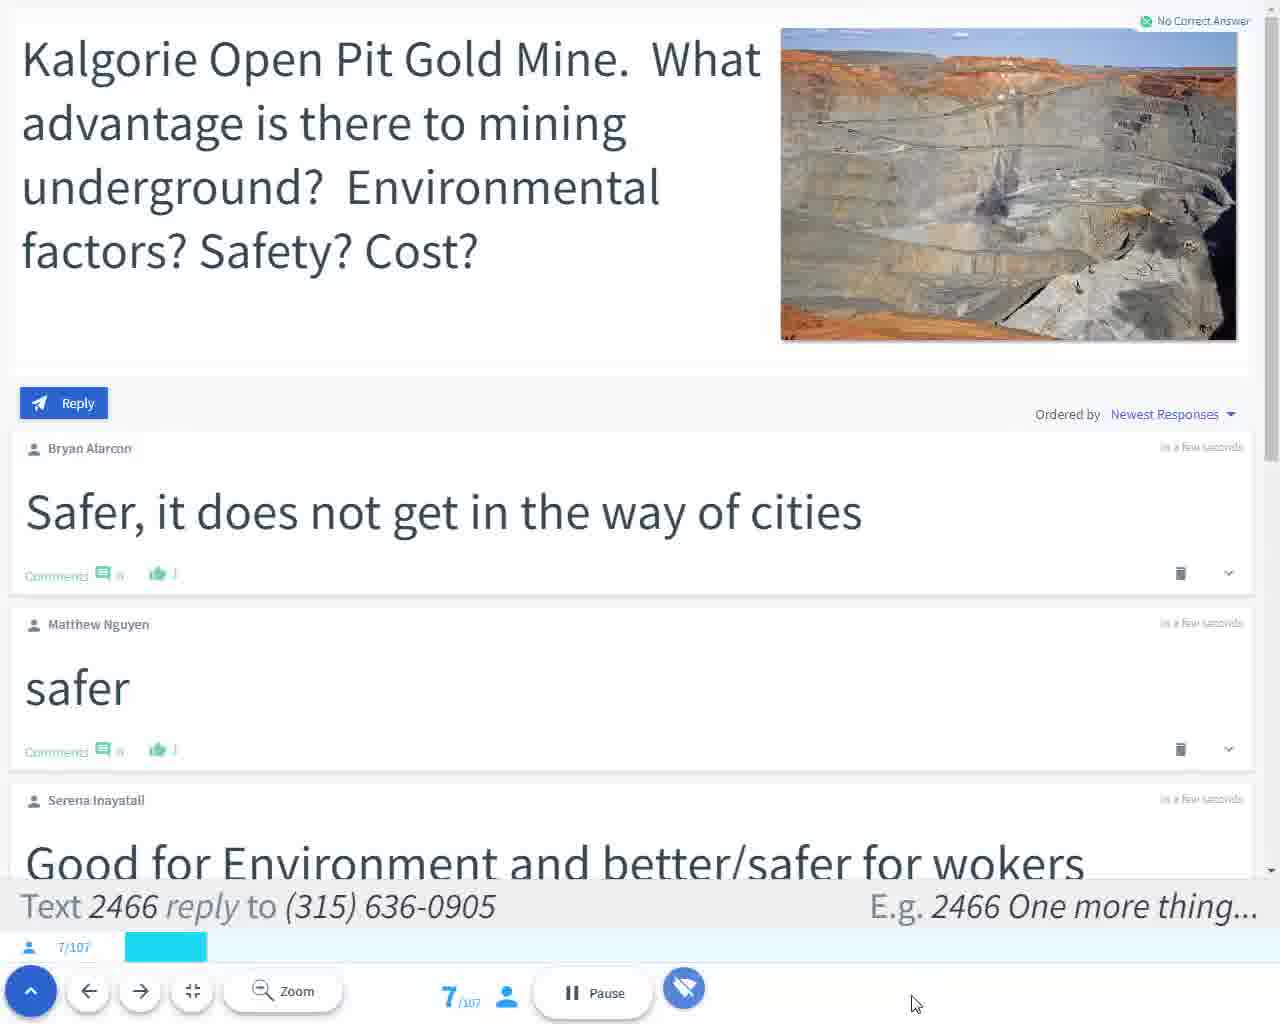 No Correct Answer
Kalgorie Open Pit Gold Mine. What
advantage is there to mining
underground? Environmental
factors? Safety? Cost?
Reply
Ordered by Newest Responses
Bryan Alarcon
in a few seconds
Safer, it does not get in the way of cities
Comments 0 1
Matthew Nguyen
in a few seconds
safer
Comments 0 1
Serena Inayatali
in a few seconds
Good for Environment and better/safer for wokers
Text 2466 reply to (315) 636-0905
E.g. 2466 One more thing...
7/107
Zoom
7/107
Pause